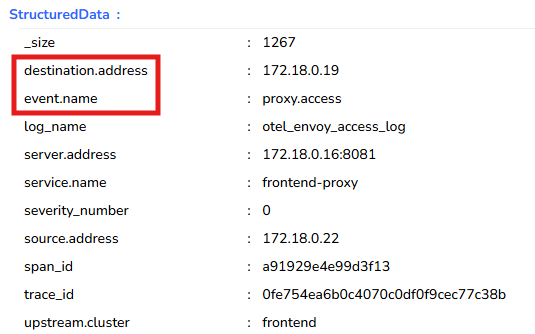 StructuredData :
_size : 1267
destination.address : 172.18.0.19
event.name : proxy.access
log_name : otel_envoy_access_log
server.address : 172.18.0.16:8081
service.name : frontend-proxy
severity_number : 0
source.address : 172.18.0.22
span_id : a91929e4e99d3f13
trace_id : 0fe754ea6b0c4070c0df0f9cec77c38b
upstream.cluster : frontend